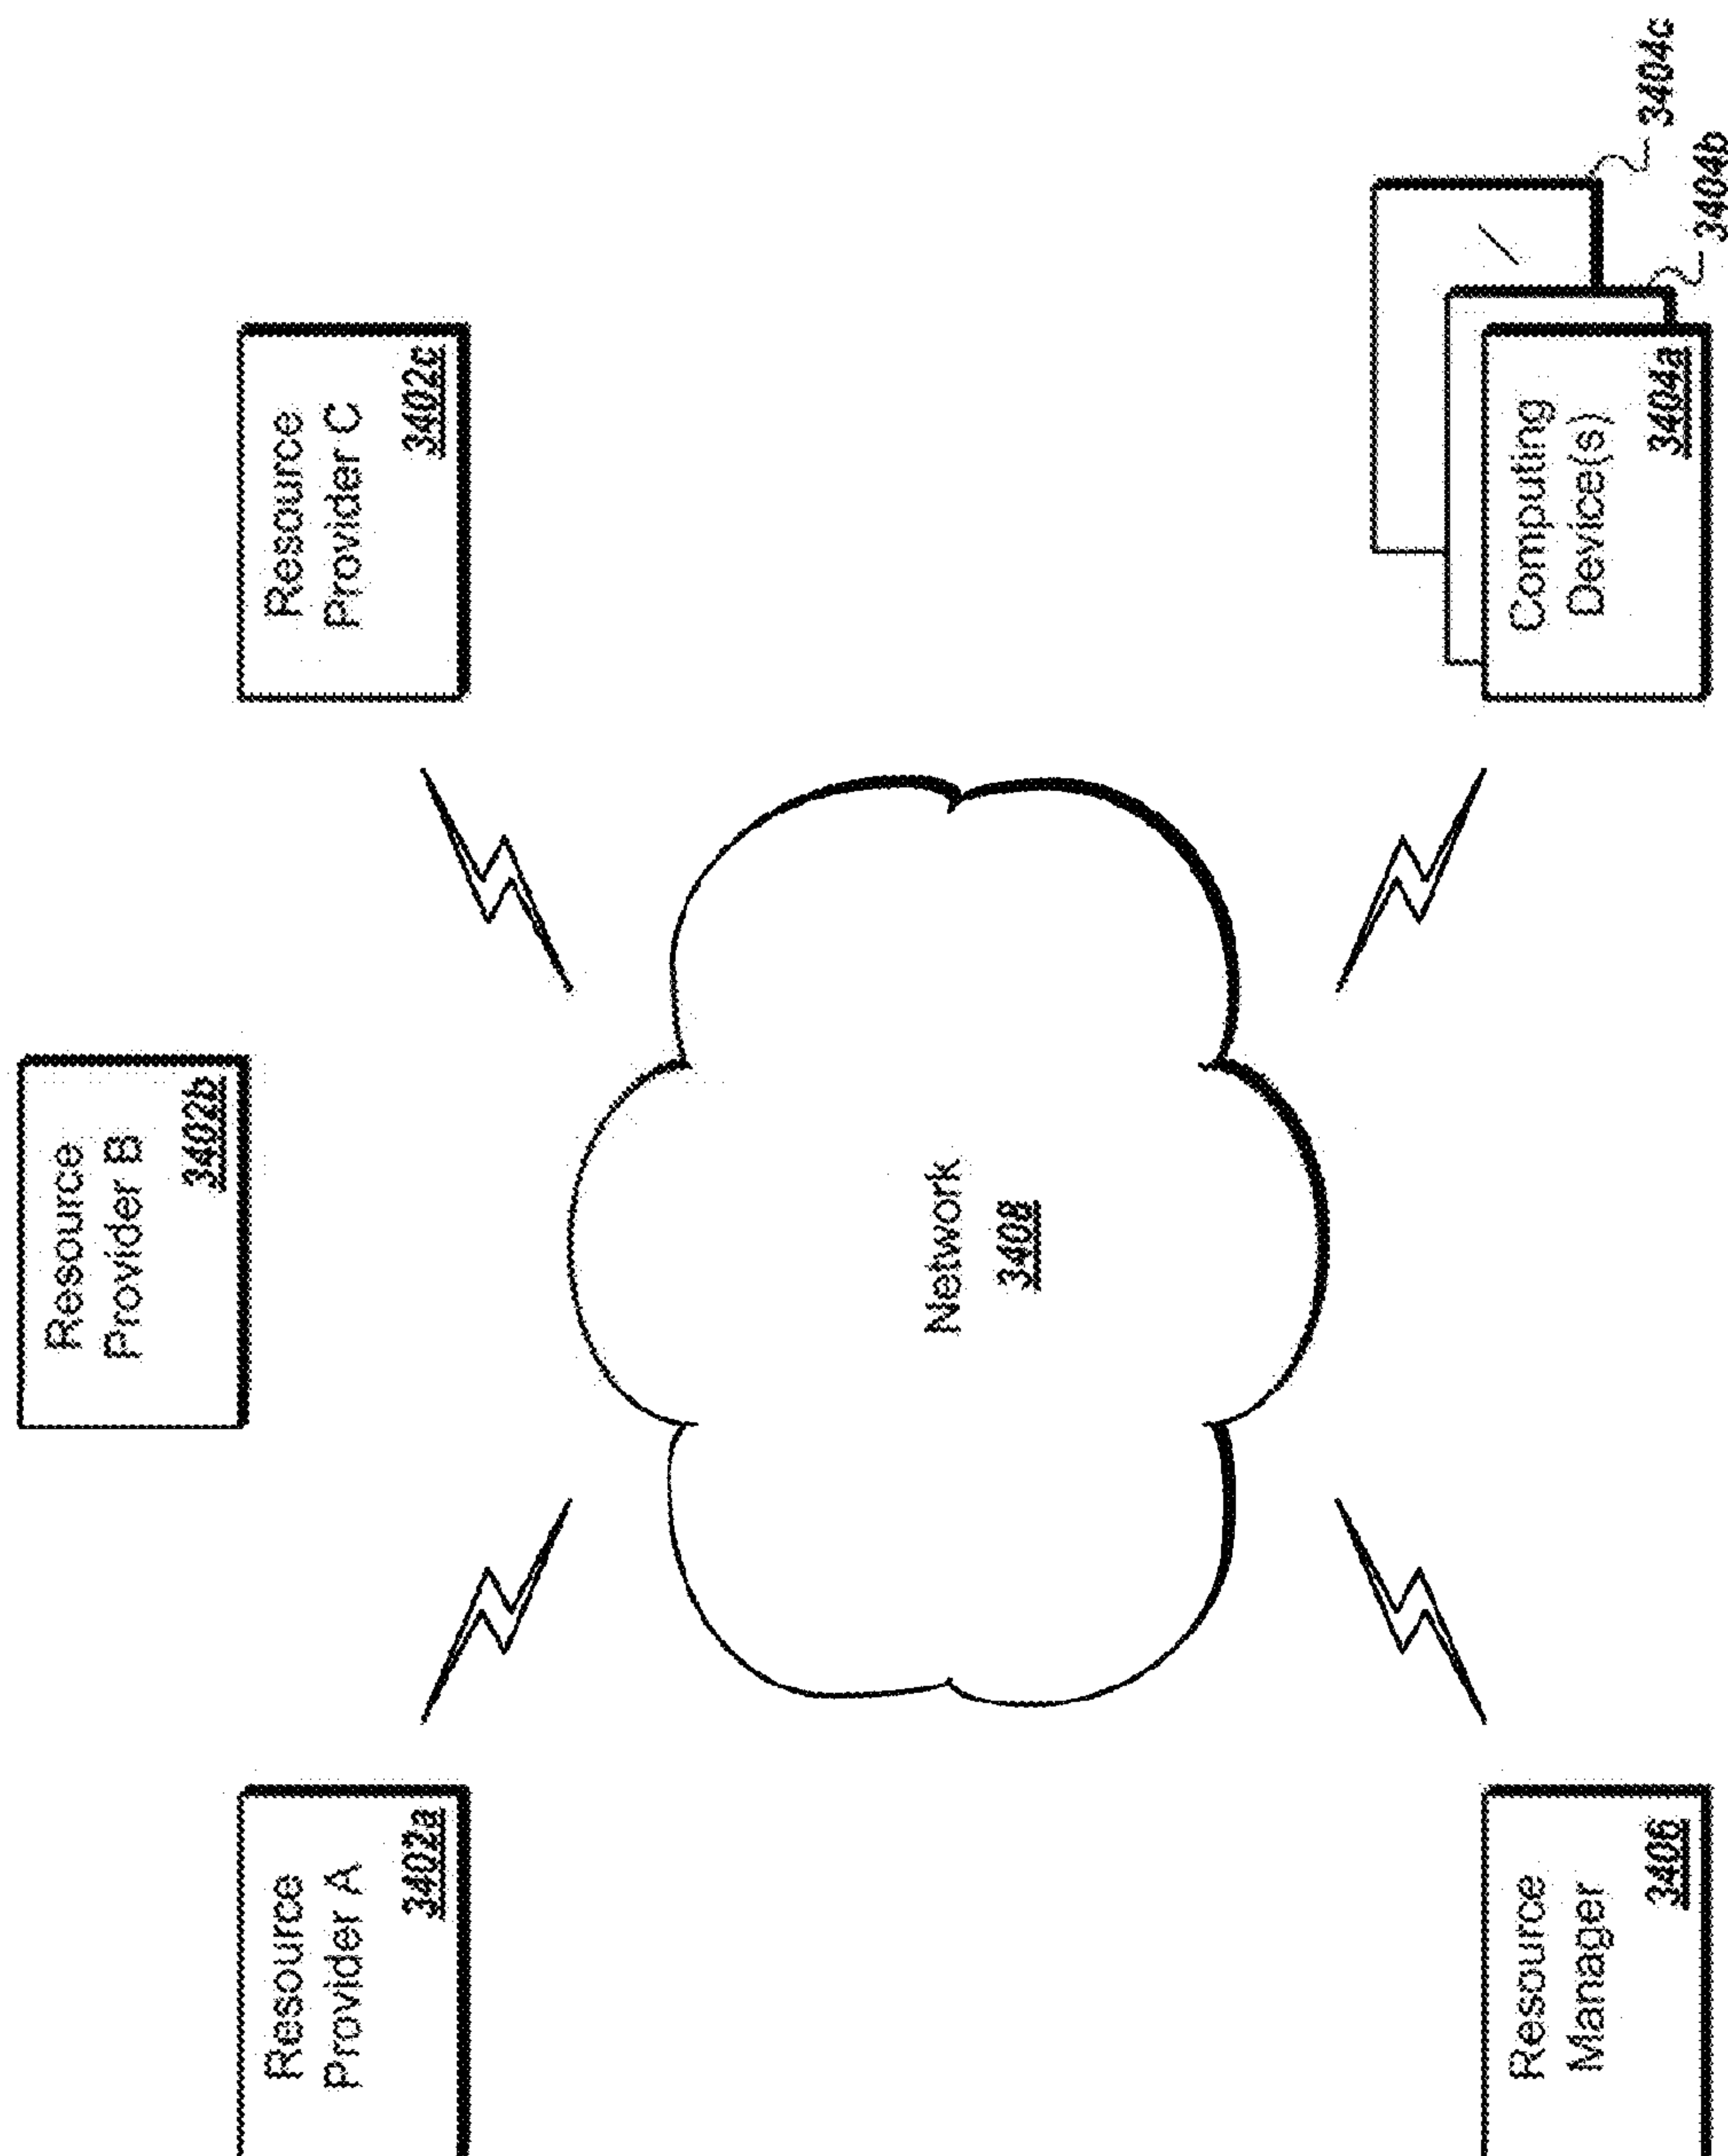 Resource
Provider B
3402b
Resource
Provider A
3402a
Resource
Provider C
3402c
Network
3408
Resource
Manager
3406
Computing
Device(s)
3404a
3404b
3404c